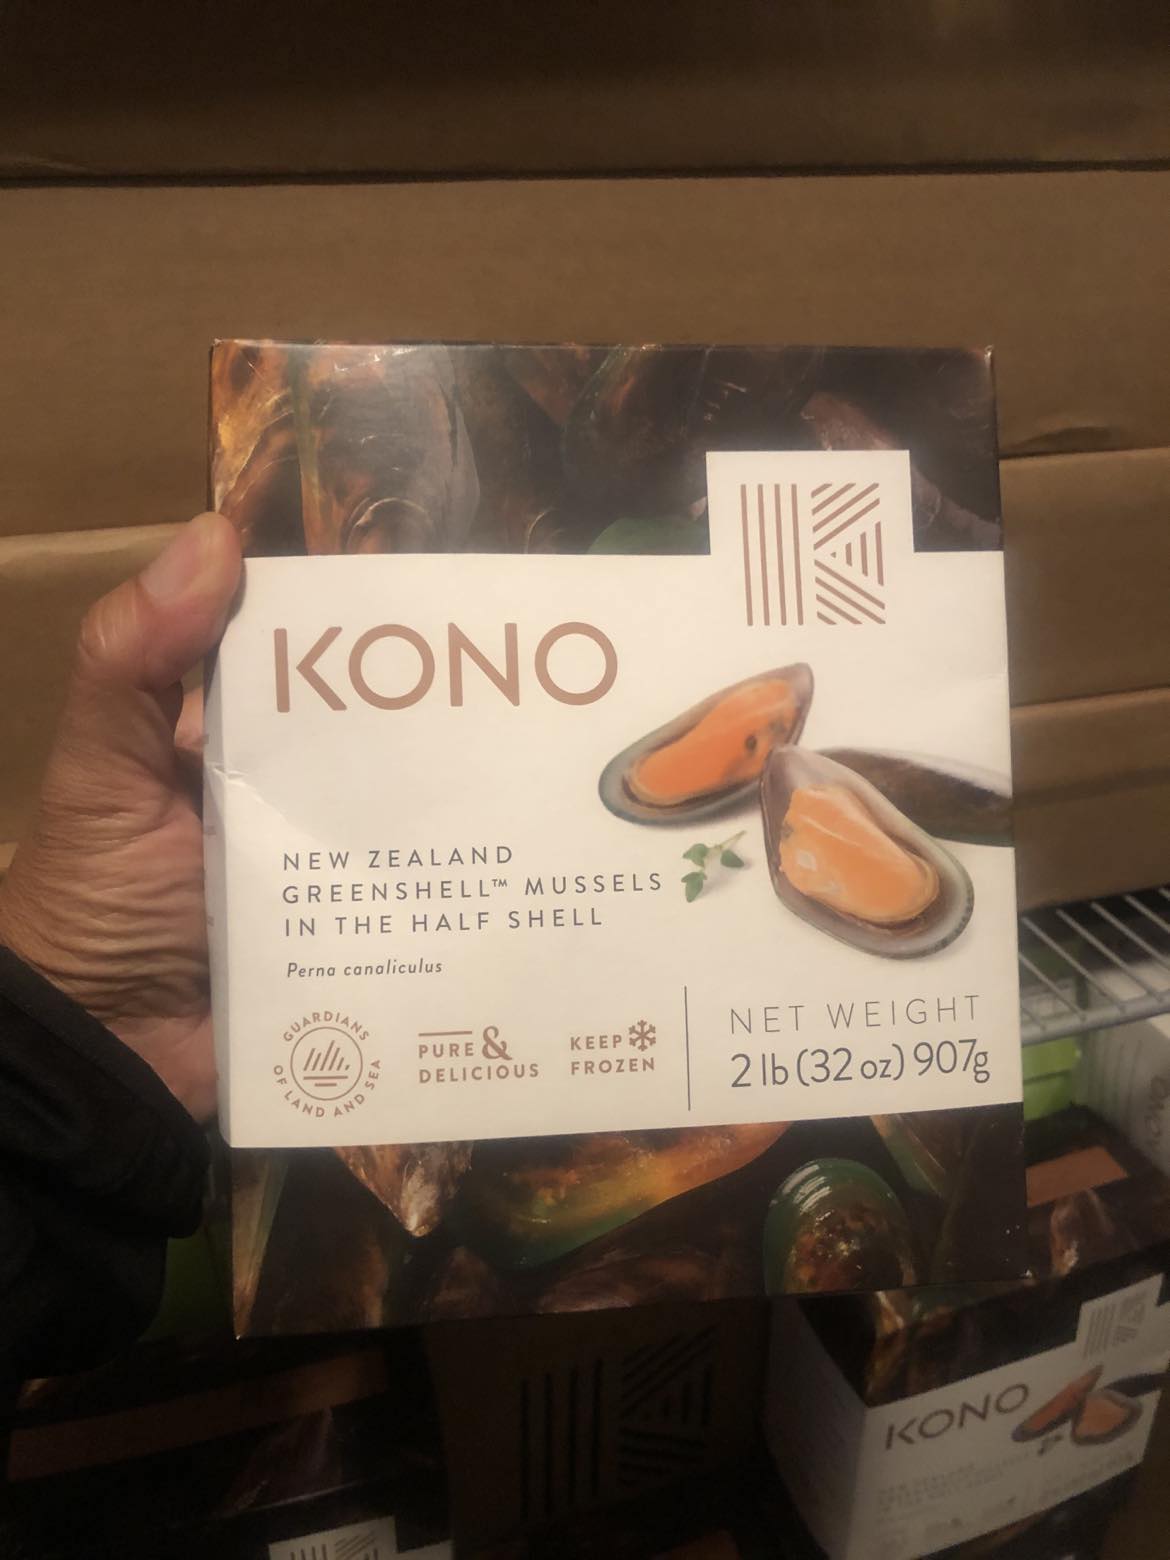 KONO
NEW ZEALAND
GREENSHELL™ MUSSELS
IN THE HALF SHELL
Perna canaliculus
GUARDIANS
OF LAND AND SEA
PURE &
DELICIOUS
KEEP
FROZEN
NET WEIGHT
2 lb (32 oz) 907g
KONO